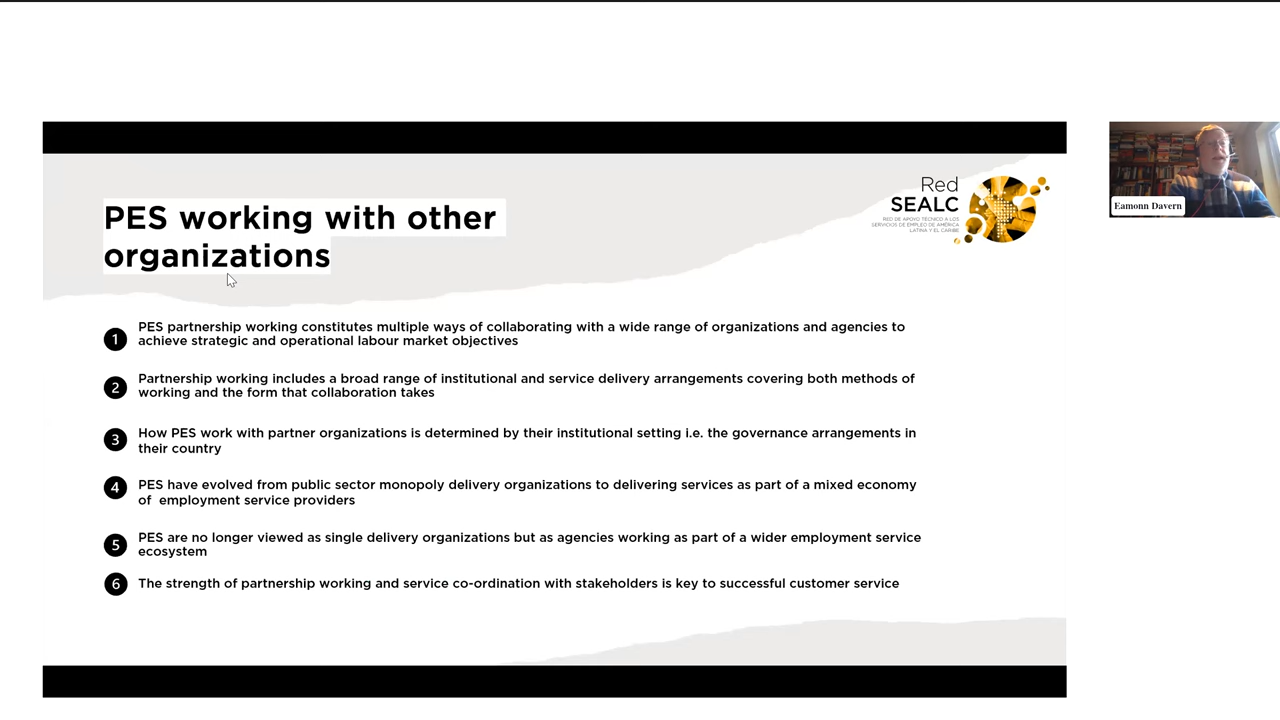 PES working with other
organizations
Red
SEALC
RED DE APOYO TÉCNICO A LOS
SERVICIOS DE EMPLEO DE AMÉRICA
LATINA Y EL CARIBE
Eamonn Davern
1 PES partnership working constitutes multiple ways of collaborating with a wide range of organizations and agencies to
achieve strategic and operational labour market objectives
2 Partnership working includes a broad range of institutional and service delivery arrangements covering both methods of
working and the form that collaboration takes
3 How PES work with partner organizations is determined by their institutional setting i.e. the governance arrangements in
their country
4 PES have evolved from public sector monopoly delivery organizations to delivering services as part of a mixed economy
of employment service providers
5 PES are no longer viewed as single delivery organizations but as agencies working as part of a wider employment service
ecosystem
6 The strength of partnership working and service co-ordination with stakeholders is key to successful customer service